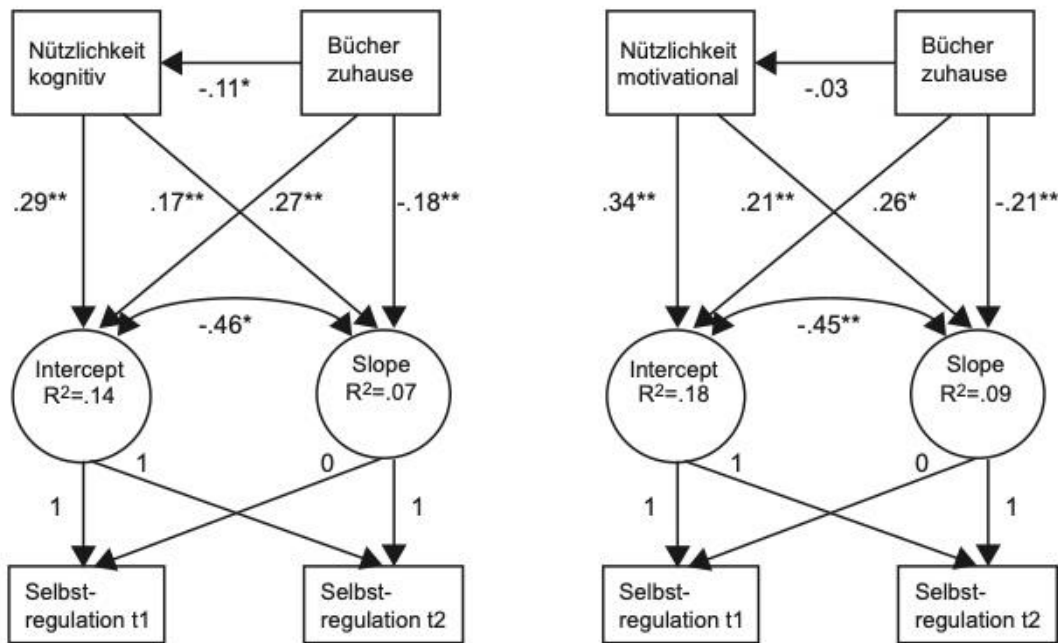 Nützlichkeit
kognitiv
Bücher
zuhause
-.11*
.29**
.17**
.27**
-.18**
-.46*
Intercept
R²=.14
Slope
R²=.07
1
0
1
1
Selbst-
regulation t1
Selbst-
regulation t2
Nützlichkeit
motivational
Bücher
zuhause
-.03
.34**
.21**
.26*
-.21**
-.45**
Intercept
R²=.18
Slope
R²=.09
1
0
1
1
Selbst-
regulation t1
Selbst-
regulation t2